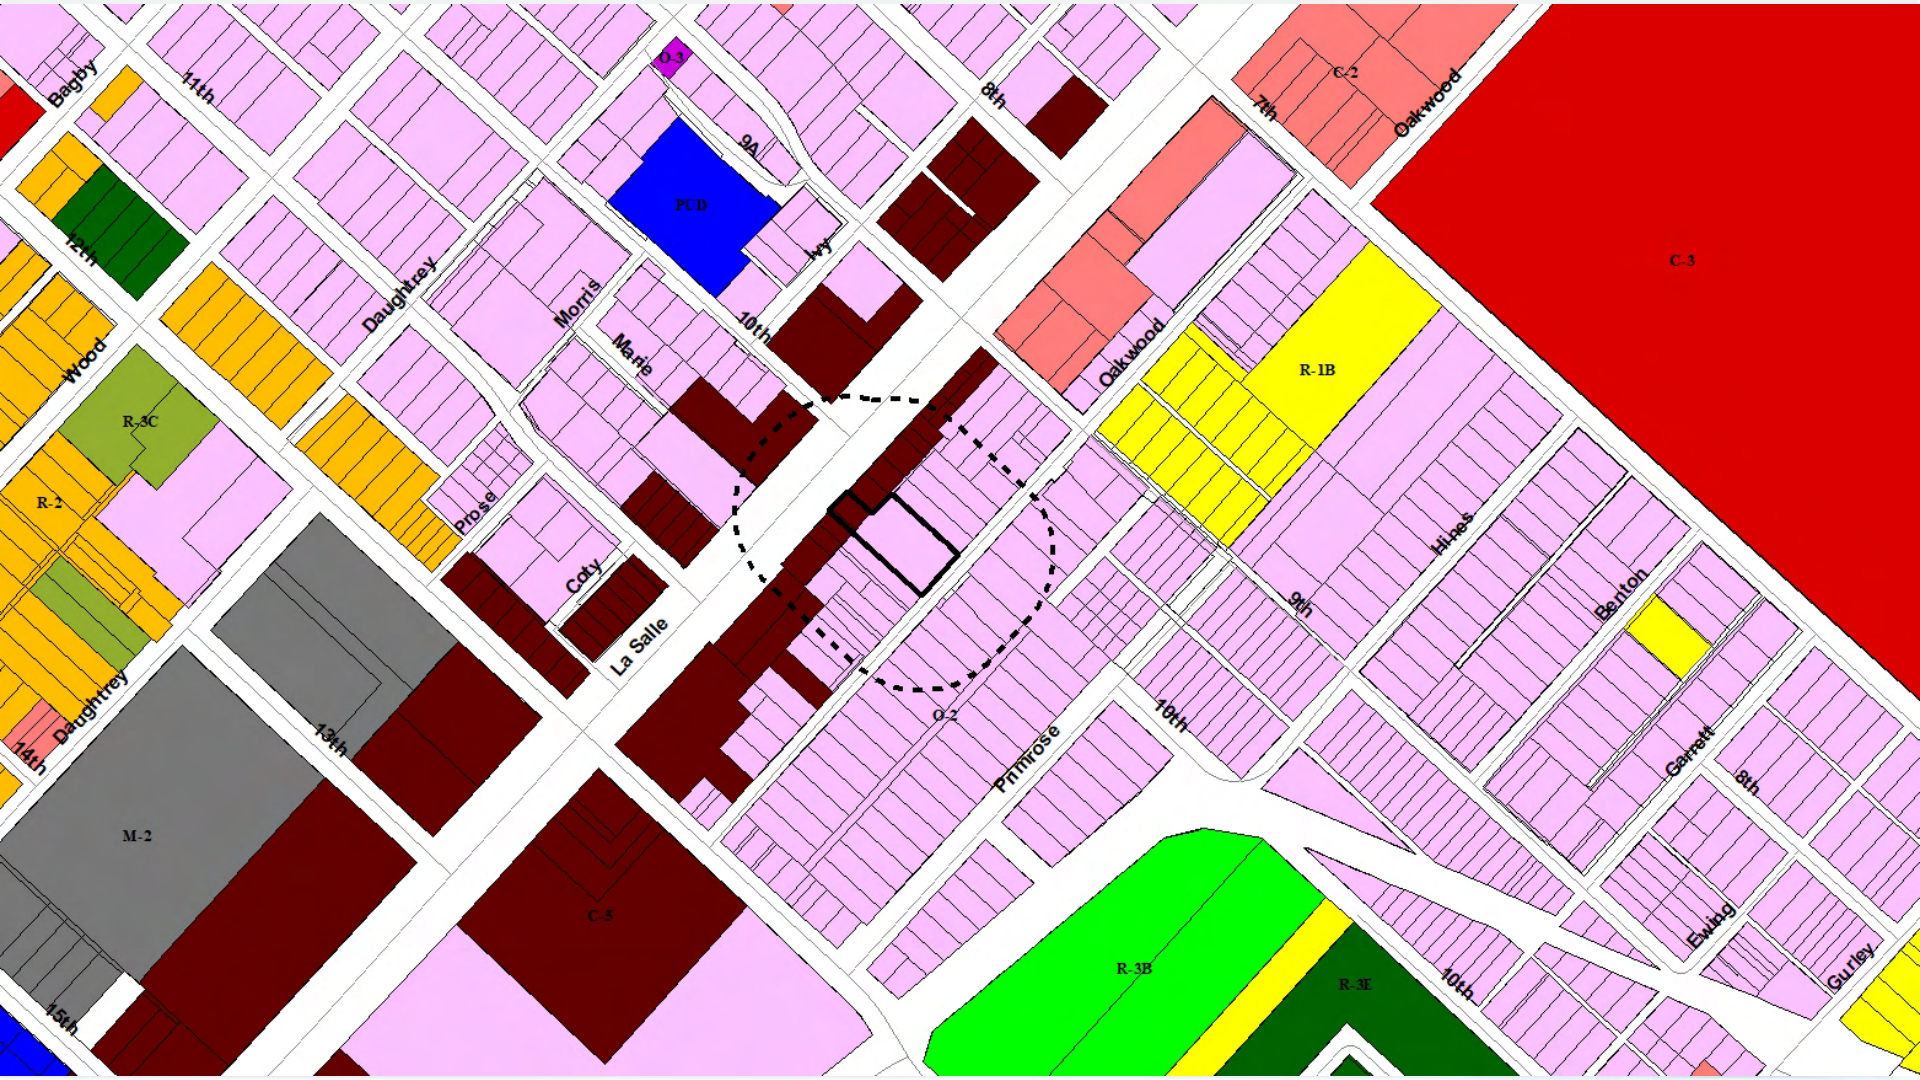 O-3
C-2
Bagby
11th
8th
7th
Oakwood
9A
PUD
12th
Ivy
C-3
Daughtrey
Morris
10th
Marie
Wood
Oakwood
R-1B
R-3C
R-2
Prose
Hines
Coty
Benton
9th
La Salle
Daughtrey
O-2
10th
13th
14th
Primrose
Garrett
8th
M-2
C-5
Ewing
R-3B
R-3E
10th
Gurley
15th